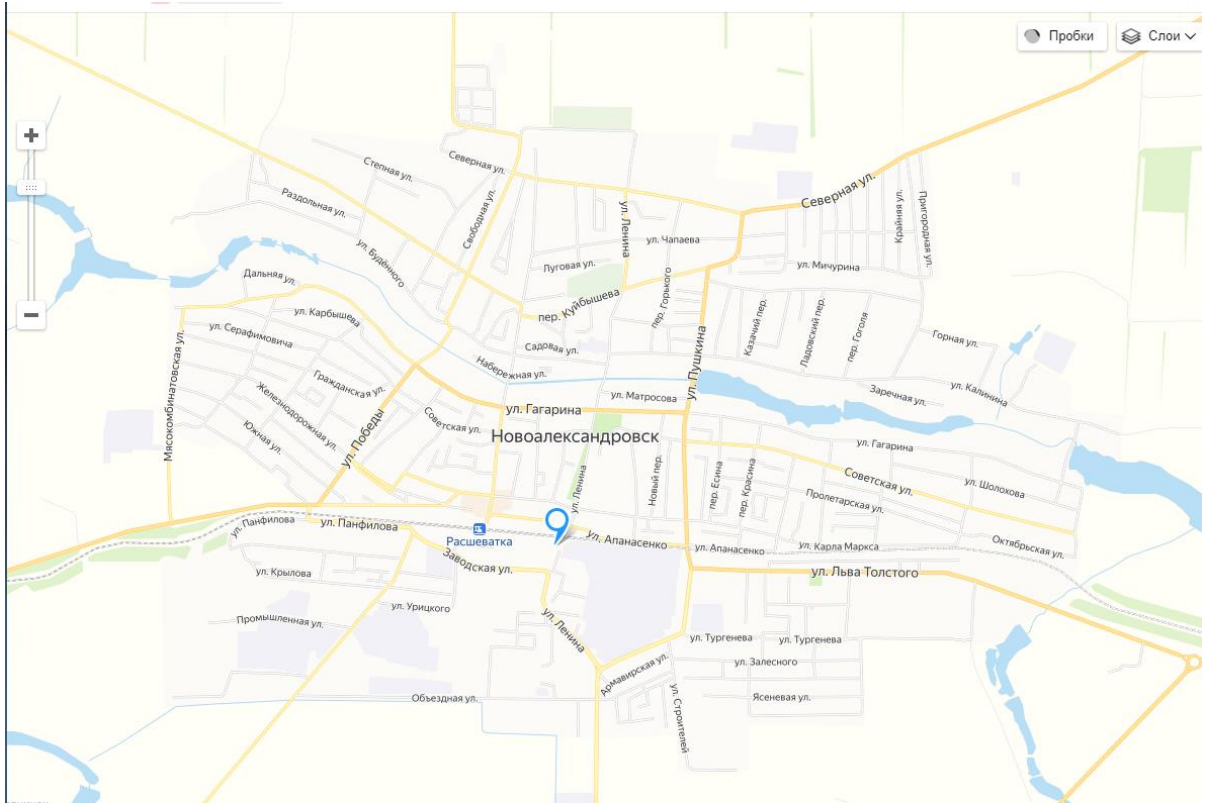 Пробки
Слои
Степная ул.
Северная ул.
Северная ул.
Раздольная ул.
Свободная ул.
ул. Ленина
Крайняя ул.
Пригородная ул.
ул. Будённого
ул. Чапаева
Луговая ул.
ул. Мичурина
Дальняя ул.
пер. Куйбышева
пер. Горького
ул. Карбышева
ул. Серафимовича
Казачий пер.
Ладовский пер.
пер. Гоголя
Горная ул.
Садовая ул.
ул. Пушкина
Набережная ул.
Мясокомбинатовская ул.
Гражданская ул.
Железнодорожная ул.
ул. Матросова
Заречная ул.
ул. Калинина
ул. Гагарина
Советская ул.
Южная ул.
ул. Победы
Новоалександровск
ул. Гагарина
Советская ул.
ул. Шолохова
ул. Ленина
Новый пер.
пер. Есина
пер. Красина
Пролетарская ул.
ул. Панфилова
ул. Панфилова
Расшеватка
ул. Апанасенко
ул. Апанасенко
ул. Карла Маркса
Октябрьская ул.
Заводская ул.
ул. Крылова
ул. Льва Толстого
ул. Урицкого
Промышленная ул.
ул. Ленина
ул. Тургенева
ул. Тургенева
Армавирская ул.
ул. Залесного
Объездная ул.
ул. Строителей
Ясеневая ул.